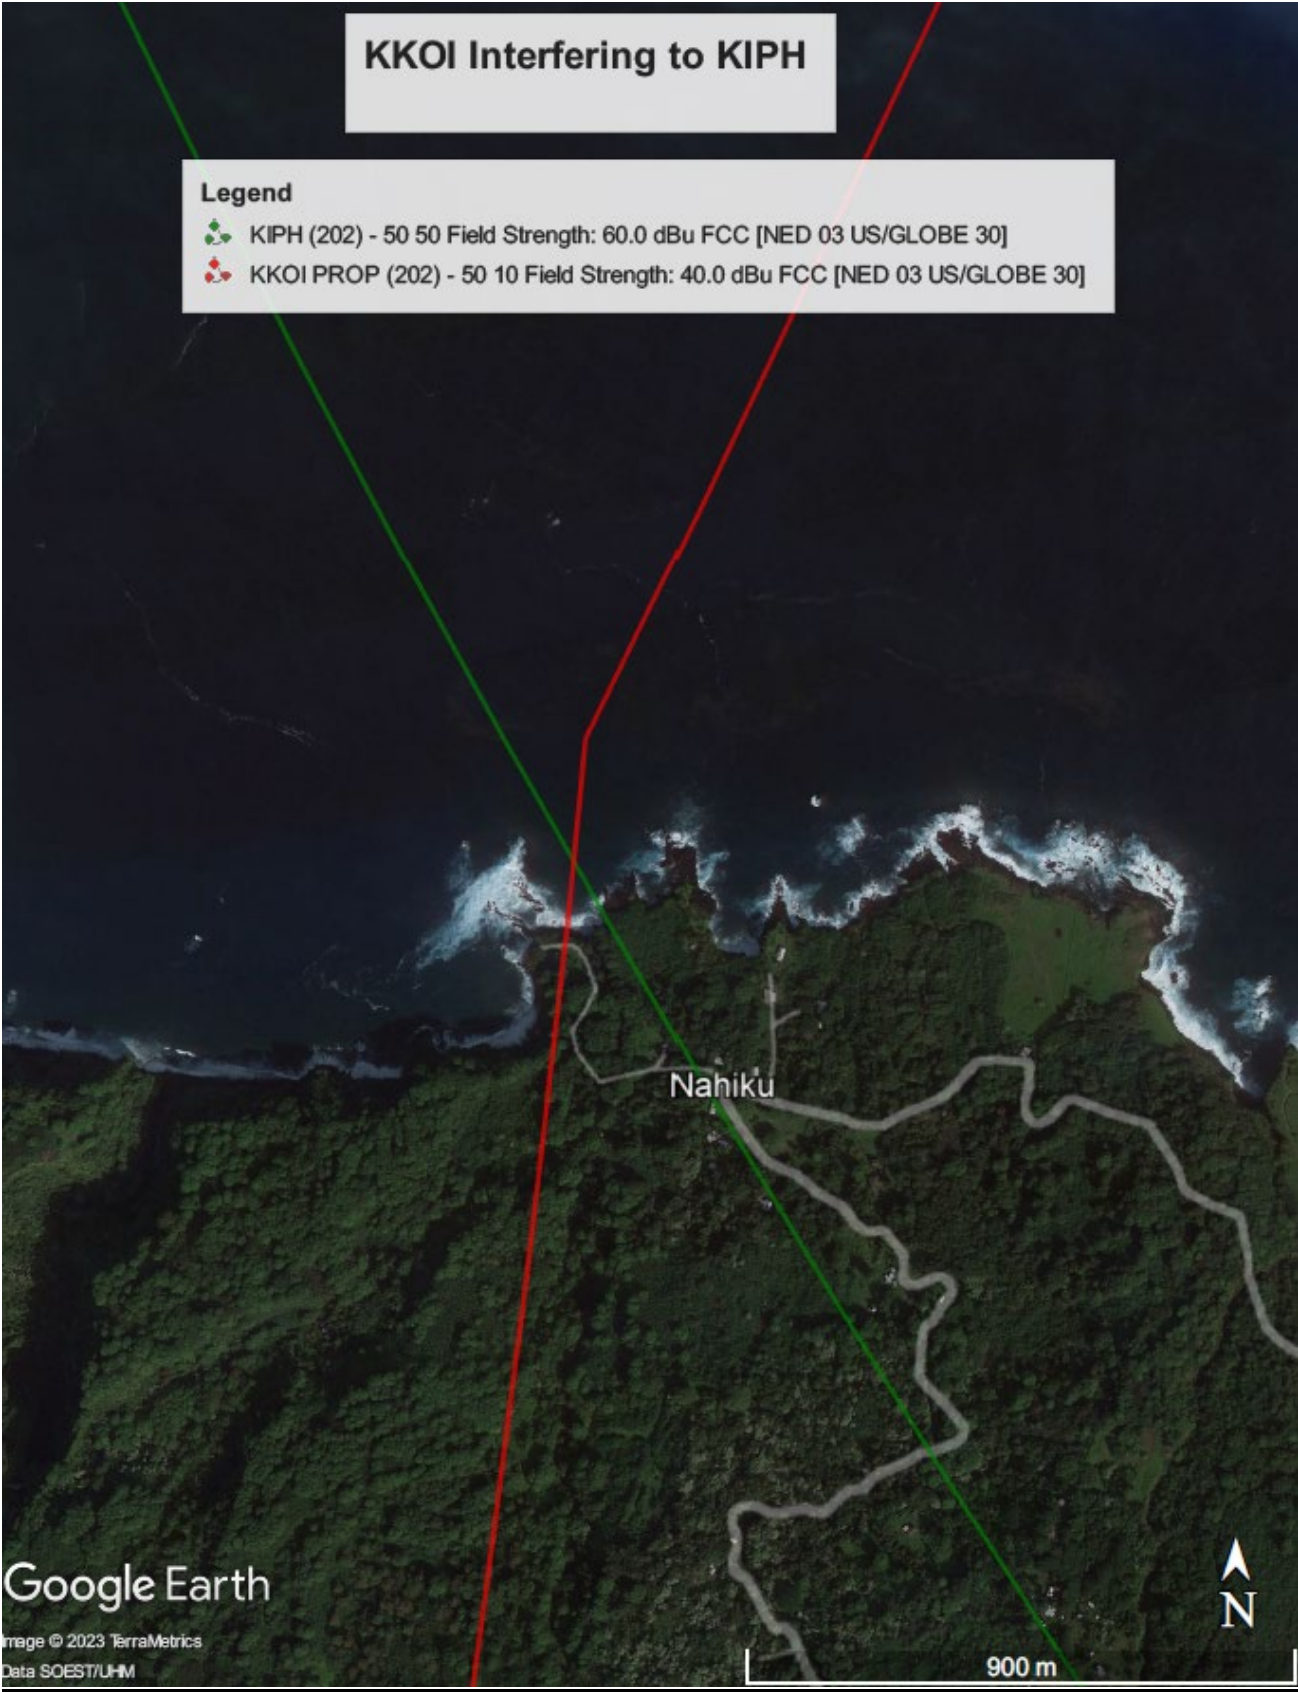 KKOI Interfering to KIPH
Legend
KIPH (202) - 50 50 Field Strength: 60.0 dBu FCC [NED 03 US/GLOBE 30]
KKOI PROP (202) - 50 10 Field Strength: 40.0 dBu FCC [NED 03 US/GLOBE 30]
Nahiku
Google Earth
N
Image © 2023 TerraMetrics
Data SOEST/UHM
900 m